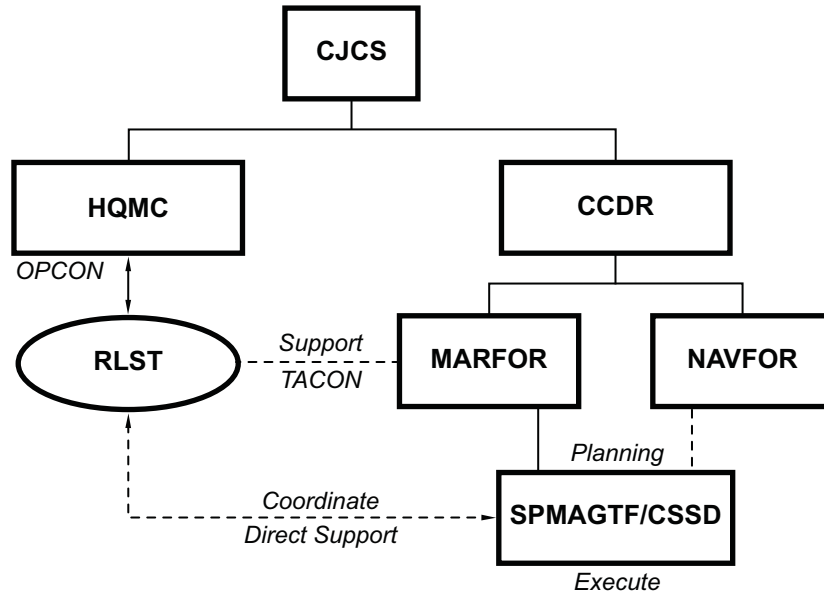 CJCS
HQMC
CCDR
OPCON
RLST
Support
TACON
MARFOR
NAVFOR
Planning
Coordinate
Direct Support
SPMAGTF/CSSD
Execute